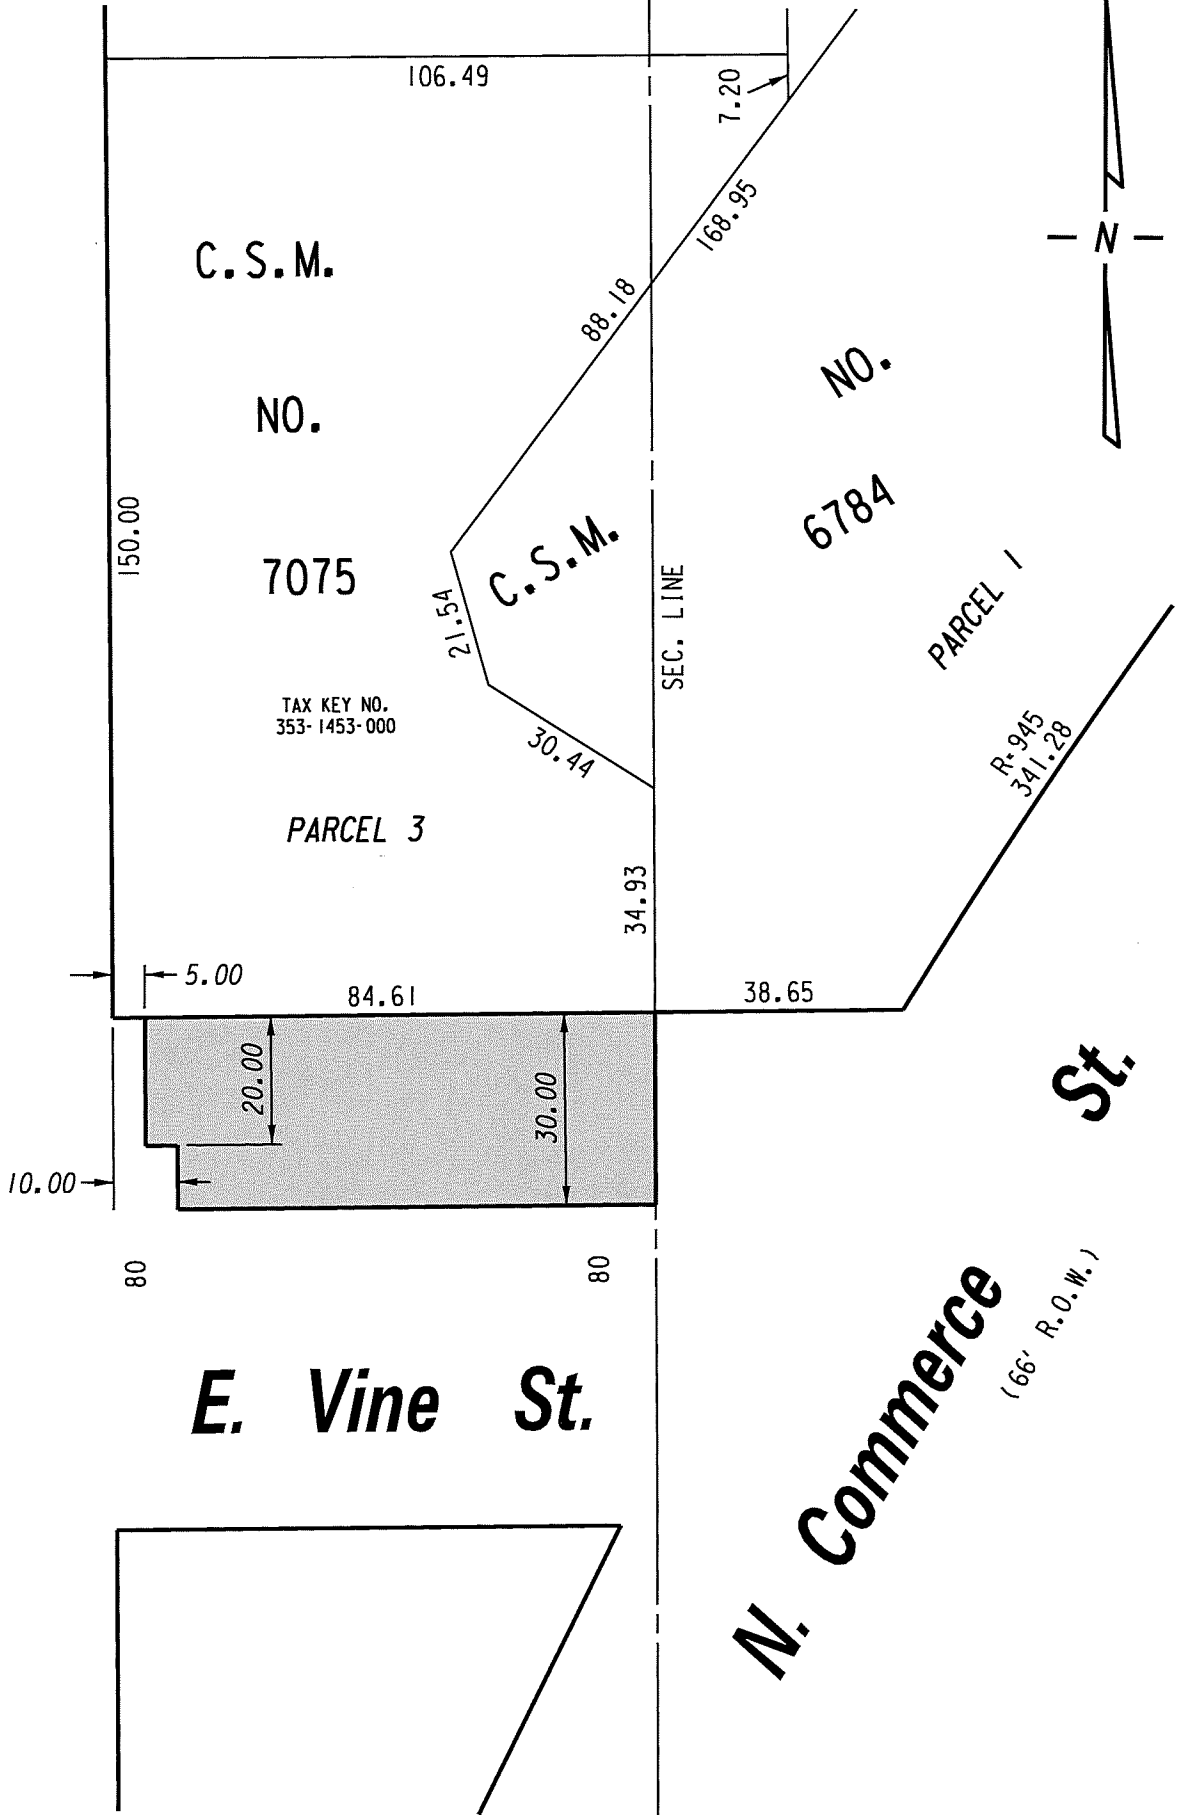 106.49
7.20
168.95
- N -
C.S.M.
NO.
7075
88.18
NO.
6784
C.S.M.
150.00
21.54
SEC. LINE
PARCEL 1
TAX KEY NO.
353-1453-000
30.44
R-945
341.28
PARCEL 3
34.93
5.00
84.61
38.65
20.00
30.00
10.00
80
80
E. Vine St.
N. Commerce St.
(66' R.O.W.)